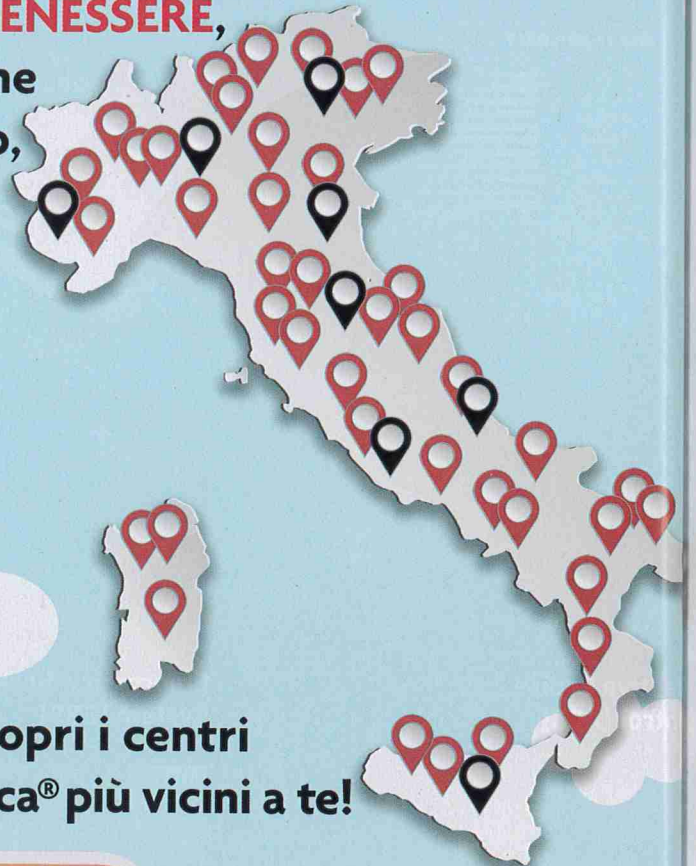 ENESSERE,
ne
o,
opri i centri
ca® più vicini a te!